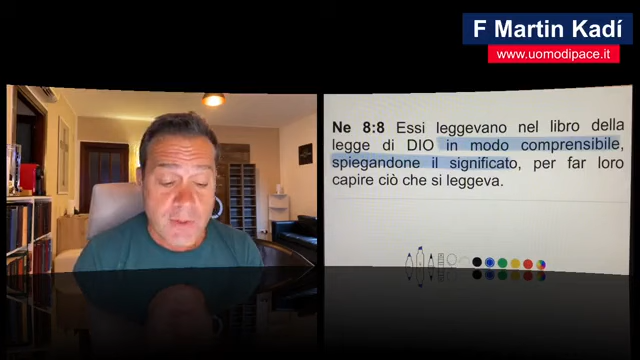 F Martin Kadí
www.uomodipace.it
Ne 8:8 Essi leggevano nel libro della
legge di DIO in modo comprensibile,
spiegandone il significato, per far loro
capire ciò che si leggeva.